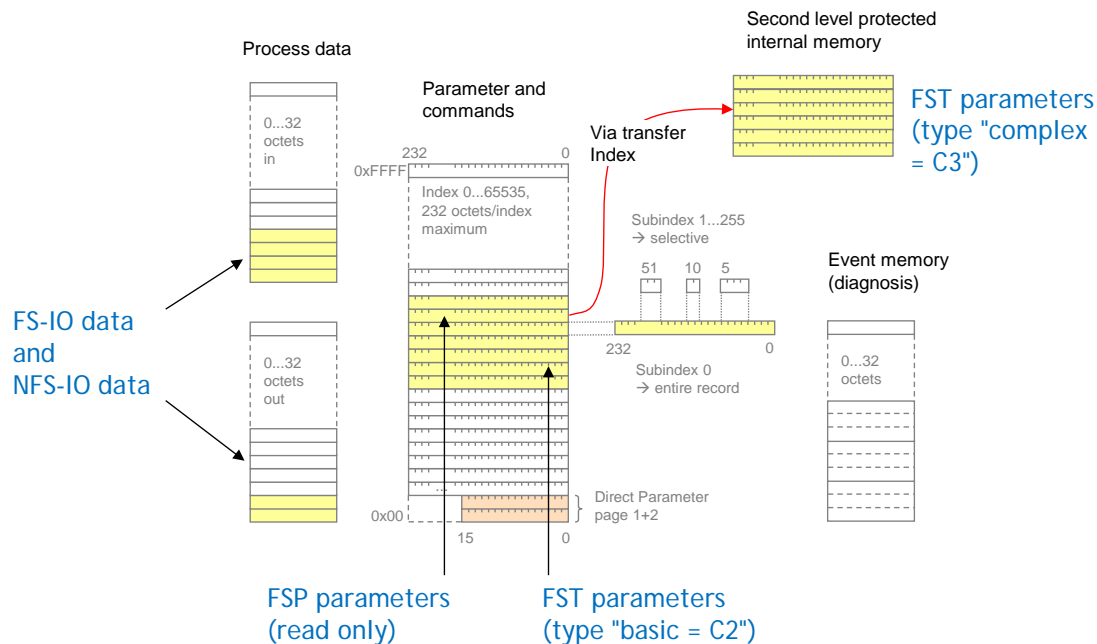 Second level protected
internal memory
Process data
Parameter and
commands
FST parameters
(type "complex
= C3")
0...32
octets
in
Via transfer
Index
232
0
0xFFFF
Index 0...65535,
232 octets/index
maximum
Subindex 1...255
→ selective
51
10
5
Event memory
(diagnosis)
FS-IO data
and
NFS-IO data
0...32
octets
out
232
0
Subindex 0
→ entire record
0...32
octets
...
Direct Parameter
page 1+2
0x00
15
0
FSP parameters
(read only)
FST parameters
(type "basic = C2")